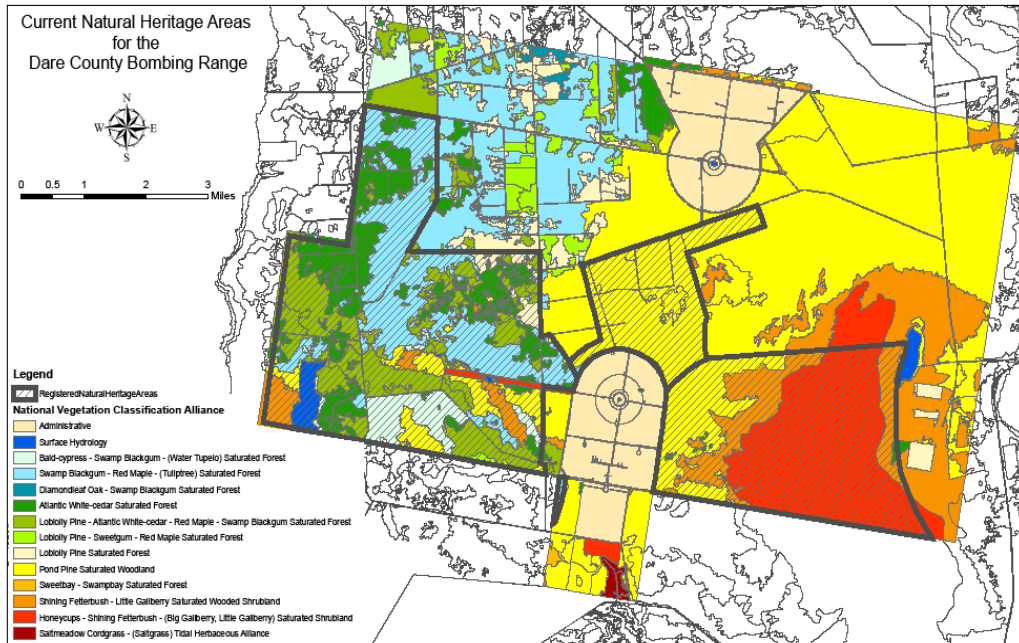 Current Natural Heritage Areas
for the
Dare County Bombing Range
N
W E
S
0 0.5 1 2 3
Miles
Legend
RegisteredNaturalHeritageAreas
National Vegetation Classification Alliance
Administrative
Surface Hydrology
Bald-cypress - Swamp Blackgum - (Water Tupelo) Saturated Forest
Swamp Blackgum - Red Maple - (Tuliptree) Saturated Forest
Diamondleaf Oak - Swamp Blackgum Saturated Forest
Atlantic White-cedar Saturated Forest
Loblolly Pine - Atlantic White-cedar - Red Maple - Swamp Blackgum Saturated Forest
Loblolly Pine - Sweetgum - Red Maple Saturated Forest
Loblolly Pine Saturated Forest
Pond Pine Saturated Woodland
Sweetbay - Swampbay Saturated Forest
Shining Fetterbush - Little Gallberry Saturated Wooded Shrubland
Honeycups - Shining Fetterbush - (Big Gallberry, Little Gallberry) Saturated Shrubland
Saltmeadow Cordgrass - (Saltgrass) Tidal Herbaceous Alliance